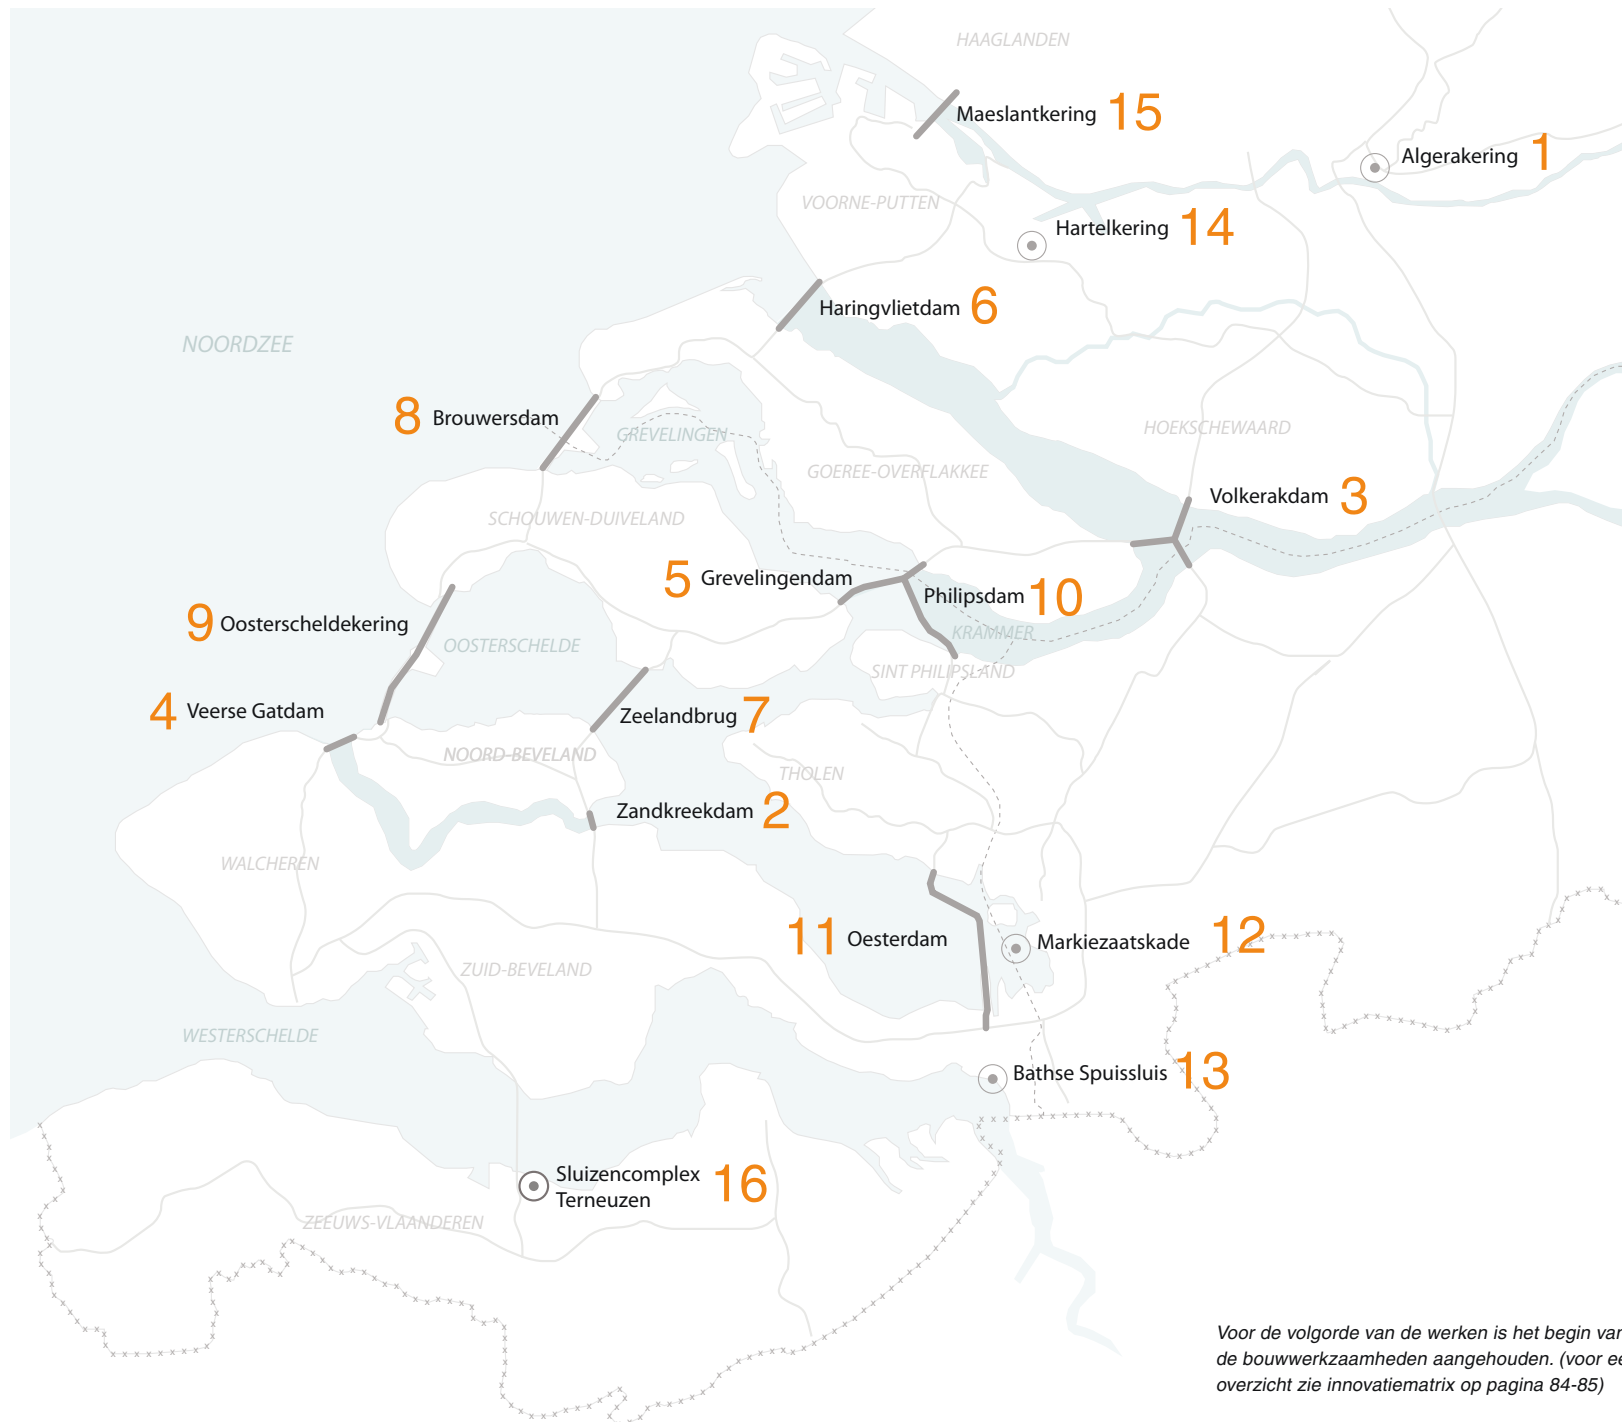 HAAGLANDEN
Maeslantkering 15
Algerakering 1
VOORNE-PUTTEN
Hartelkering 14
Haringvlietdam 6
NOORDZEE
8 Brouwersdam
GREVELINGEN
HOEKSCHEWAARD
GOEREE-OVERFLAKKEE
Volkerakdam 3
SCHOUWEN-DUIVELAND
5 Grevelingendam
Philipsdam 10
9 Oosterscheldekering
KRAMMER
OOSTERSCHELDE
SINT PHILIPSLAND
4 Veerse Gatdam
Zeelandbrug 7
NOORD-BEVELAND
THOLEN
Zandkreekdam 2
WALCHEREN
11 Oesterdam
Markiezaatskade 12
ZUID-BEVELAND
WESTERSCHELDE
Bathse Spuissluis 13
Sluizencomplex
Terneuzen 16
ZEEUWS-VLAANDEREN
Voor de volgorde van de werken is het begin van
de bouwwerkzaamheden aangehouden. (voor ee
overzicht zie innovatiematrix op pagina 84-85)